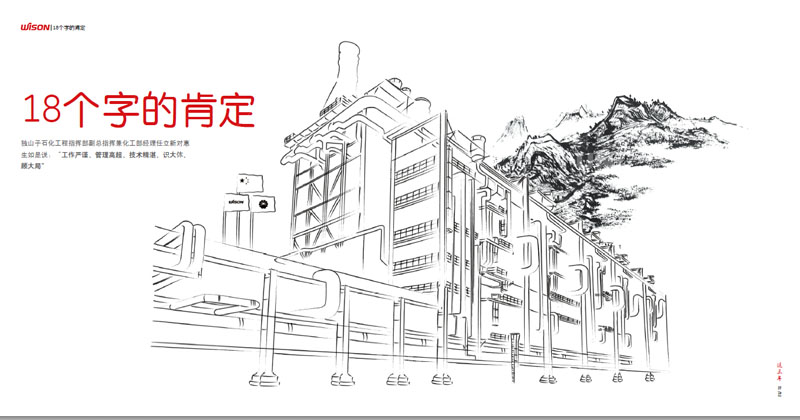 WISON|18个字的肯定
18个字的肯定
独山子石化工程指挥部副总指挥兼化工部经理任立新对惠
生如是说：“工作严谨、管理高超、技术精湛、识大体、
顾大局”
WISON